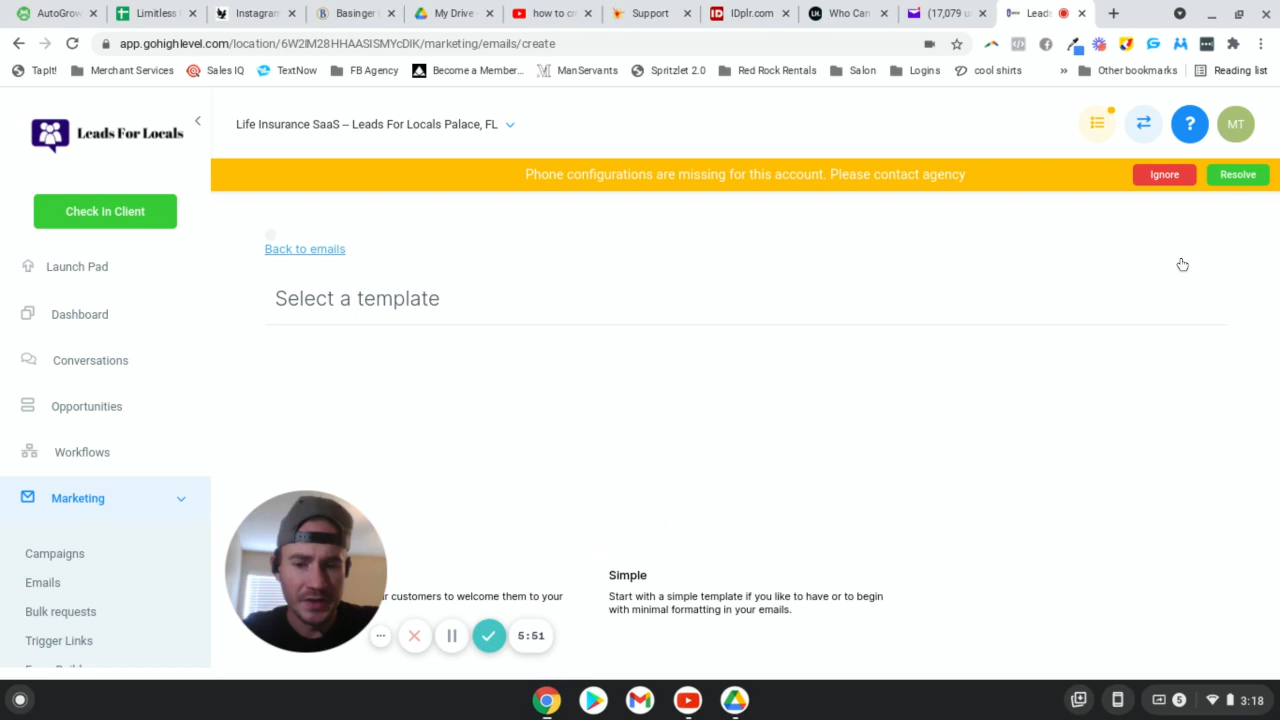 AutoGrow
Limitless
Instagram
Basinger
My Drive
how to cr
Support
IDplr.com
LH
Who Can
(17,079 u
Leads
app.gohighlevel.com/location/6W2IM28HHAASISMYcDIK/marketing/emails/create
TapIt!
Merchant Services
Sales IQ
TextNow
FB Agency
Become a Member...
ManServants
Spritzlet 2.0
Red Rock Rentals
Salon
Logins
cool shirts
»
Other bookmarks
Reading list
Leads For Locals
Life Insurance SaaS -- Leads For Locals Palace, FL
?
MT
Phone configurations are missing for this account. Please contact agency
Ignore
Resolve
Check In Client
Back to emails
Select a template
Launch Pad
Dashboard
Conversations
Opportunities
Workflows
Marketing
Campaigns
Emails
Bulk requests
Trigger Links
Simple
customers to welcome them to your
Start with a simple template if you like to have or to begin
with minimal formatting in your emails.
5:51
5
3:18